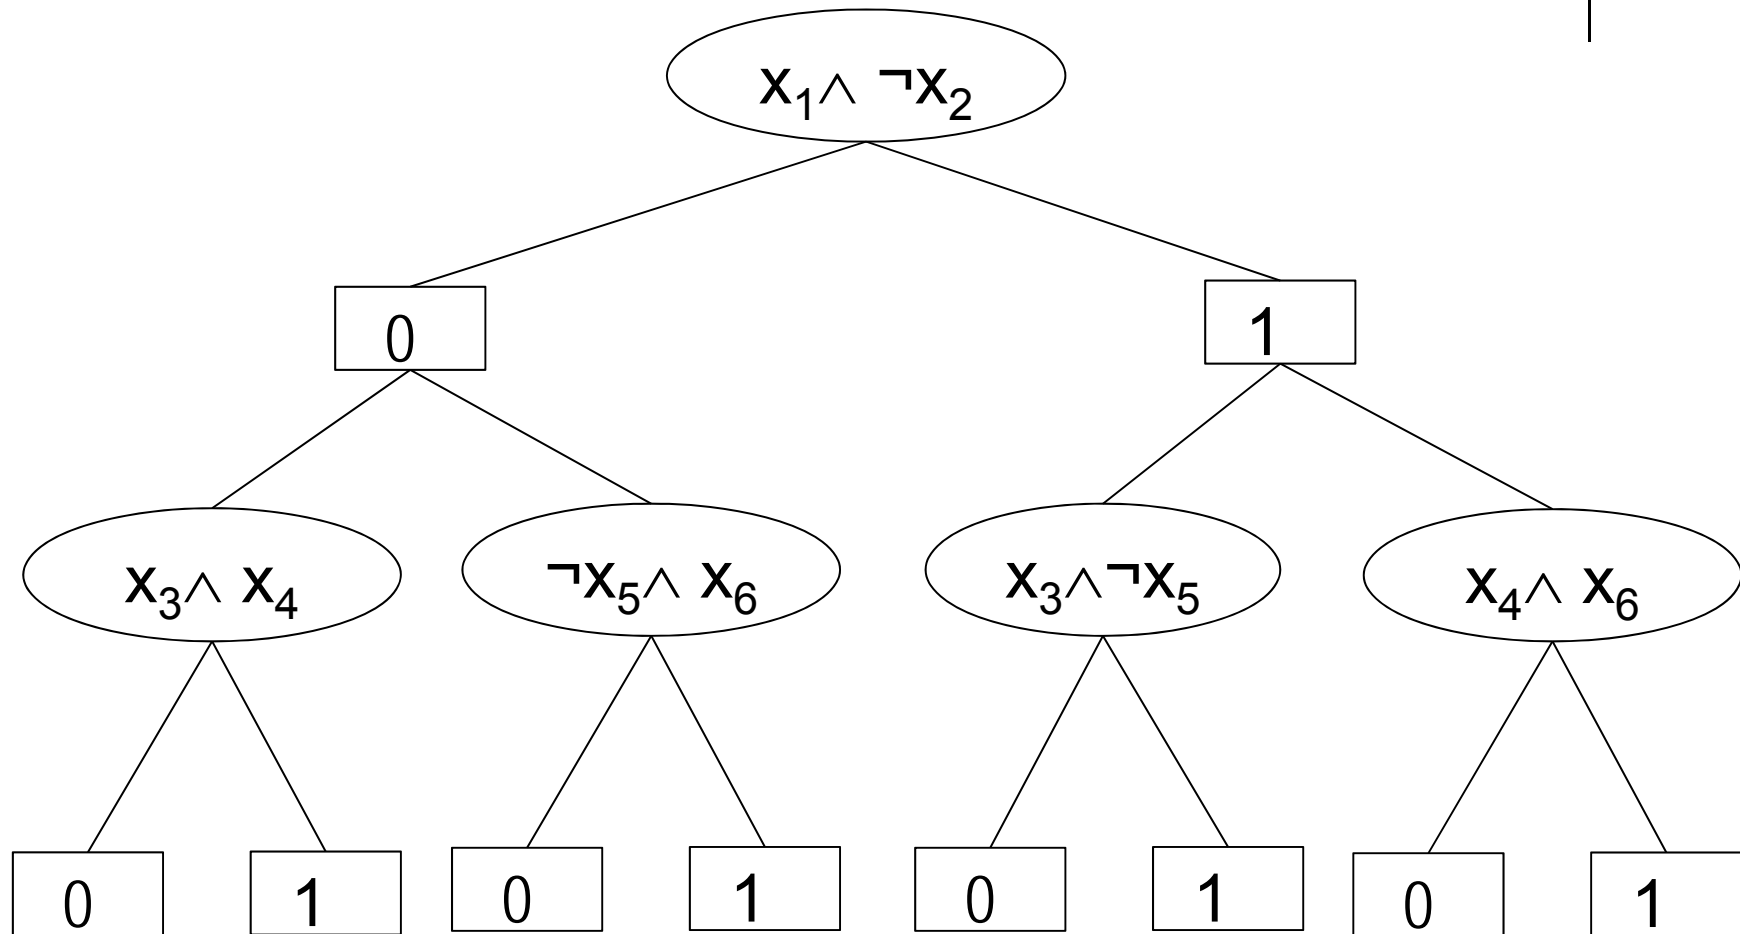 x₁∧ ¬x₂
0 1
x₃∧ x₄ ¬x₅∧ x₆ x₃∧¬x₅ x₄∧ x₆
0 1 0 1 0 1 0 1